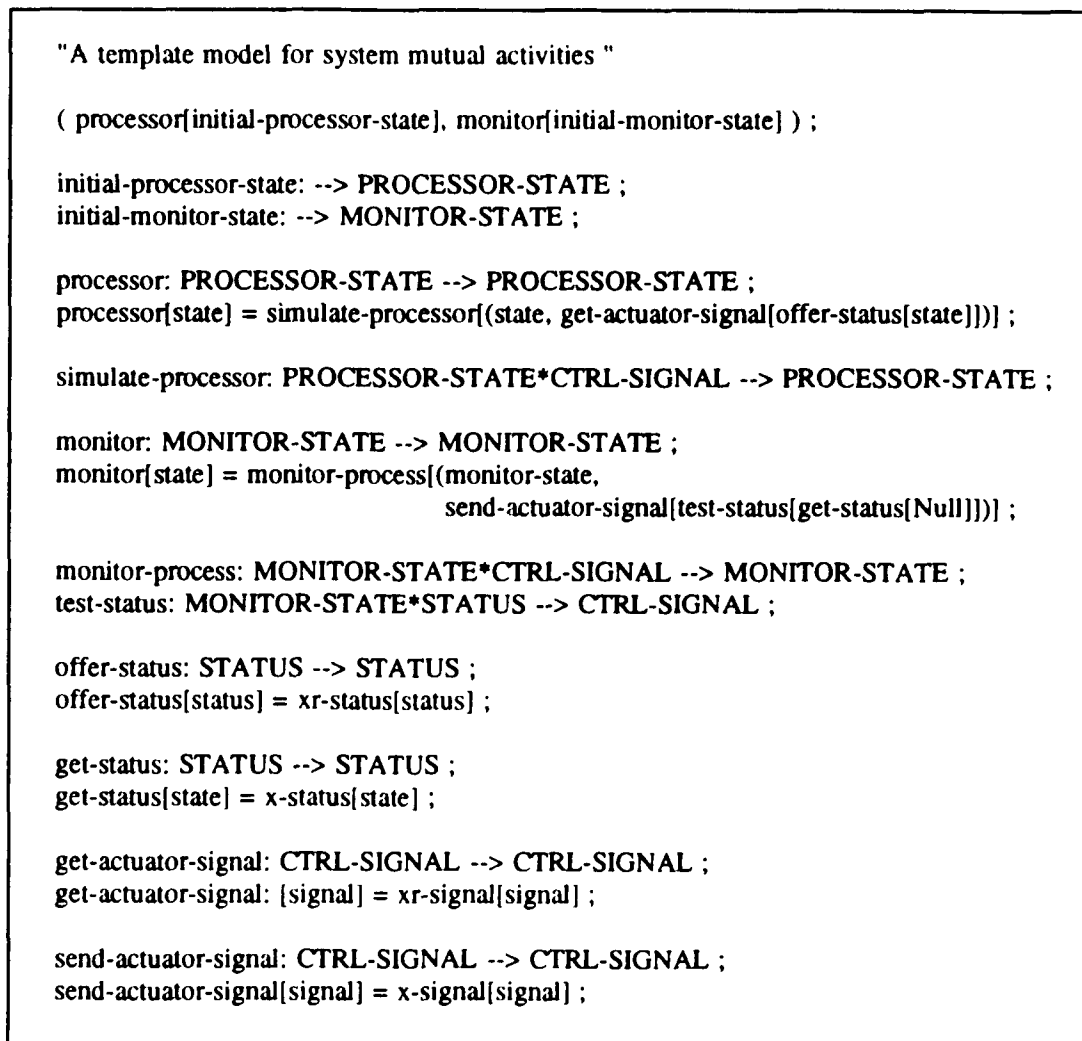 "A template model for system mutual activities "
( processor[initial-processor-state], monitor[initial-monitor-state] ) ;
initial-processor-state: --> PROCESSOR-STATE ;
initial-monitor-state: --> MONITOR-STATE ;
processor: PROCESSOR-STATE --> PROCESSOR-STATE ;
processor[state] = simulate-processor[(state, get-actuator-signal[offer-status[state]])] ;
simulate-processor: PROCESSOR-STATE*CTRL-SIGNAL --> PROCESSOR-STATE ;
monitor: MONITOR-STATE --> MONITOR-STATE ;
monitor[state] = monitor-process[(monitor-state,
send-actuator-signal[test-status[get-status[Null]])] ;
monitor-process: MONITOR-STATE*CTRL-SIGNAL --> MONITOR-STATE ;
test-status: MONITOR-STATE*STATUS --> CTRL-SIGNAL ;
offer-status: STATUS --> STATUS ;
offer-status[status] = xr-status[status] ;
get-status: STATUS --> STATUS ;
get-status[state] = x-status[state] ;
get-actuator-signal: CTRL-SIGNAL --> CTRL-SIGNAL ;
get-actuator-signal: [signal] = xr-signal[signal] ;
send-actuator-signal: CTRL-SIGNAL --> CTRL-SIGNAL ;
send-actuator-signal[signal] = x-signal[signal] ;